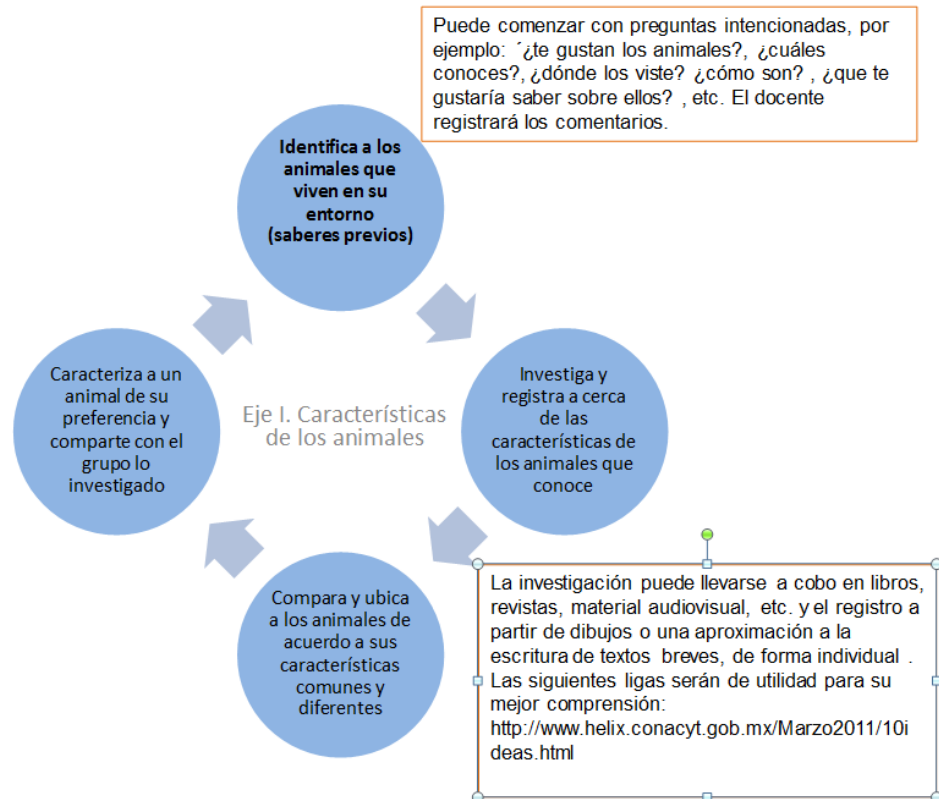 Puede comenzar con preguntas intencionadas, por
ejemplo: ´¿te gustan los animales?, ¿cuáles
conoces?, ¿dónde los viste? ¿cómo son? , ¿que te
gustaría saber sobre ellos? , etc. El docente
registrará los comentarios.
Identifica a los
animales que
viven en su
entorno
(saberes previos)
Investiga y
registra a cerca
de las
características de
los animales que
conoce
La investigación puede llevarse a cobo en libros,
revistas, material audiovisual, etc. y el registro a
partir de dibujos o una aproximación a la
escritura de textos breves, de forma individual .
Las siguientes ligas serán de utilidad para su
mejor comprensión:
http://www.helix.conacyt.gob.mx/Marzo2011/10i
deas.html
Compara y ubica
a los animales de
acuerdo a sus
características
comunes y
diferentes
Caracteriza a un
animal de su
preferencia y
comparte con el
grupo lo
investigado
Eje I. Características
de los animales